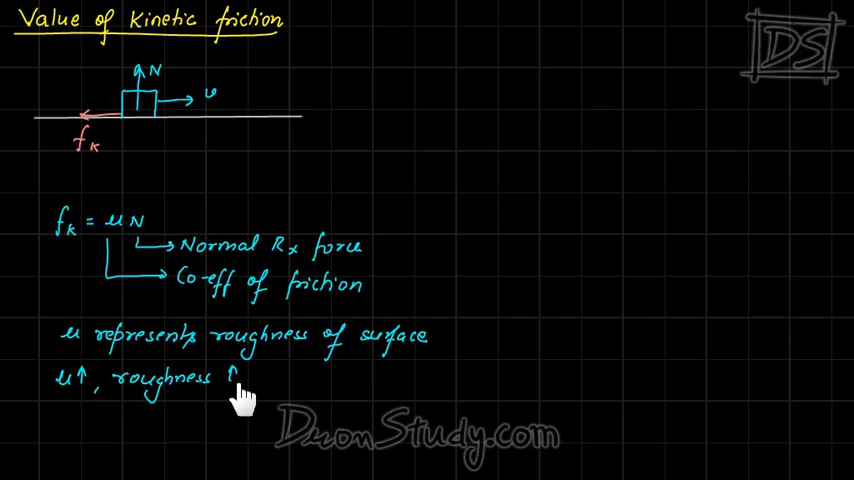 Value of Kinetic friction
DS
N
v
fK
fK = μN
Normal Rx force
Co-eff of friction
μ represents roughness of surface
μ↑, roughness ↑
DronStudy.com